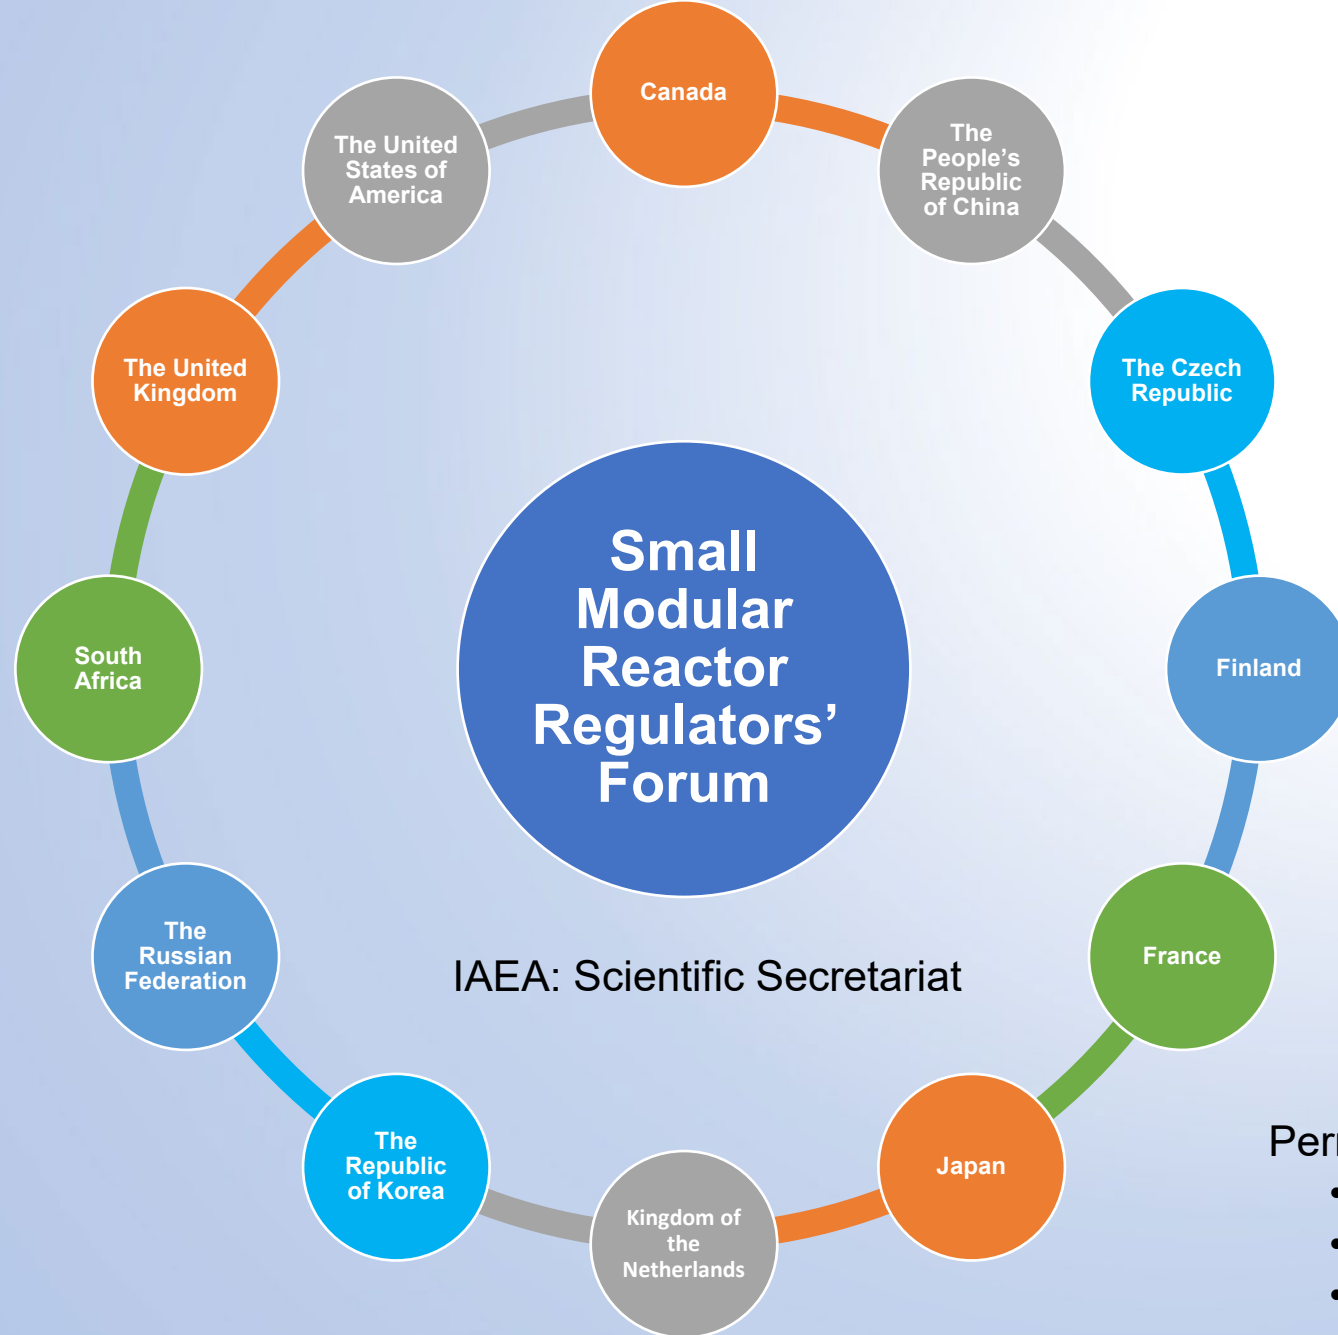 Canada
The
People’s
Republic
of China
The Czech
Republic
Finland
France
Japan
Kingdom of
the
Netherlands
The
Republic
of Korea
The
Russian
Federation
South
Africa
The United
Kingdom
The United
States of
America
Small
Modular
Reactor
Regulators’
Forum
IAEA: Scientific Secretariat